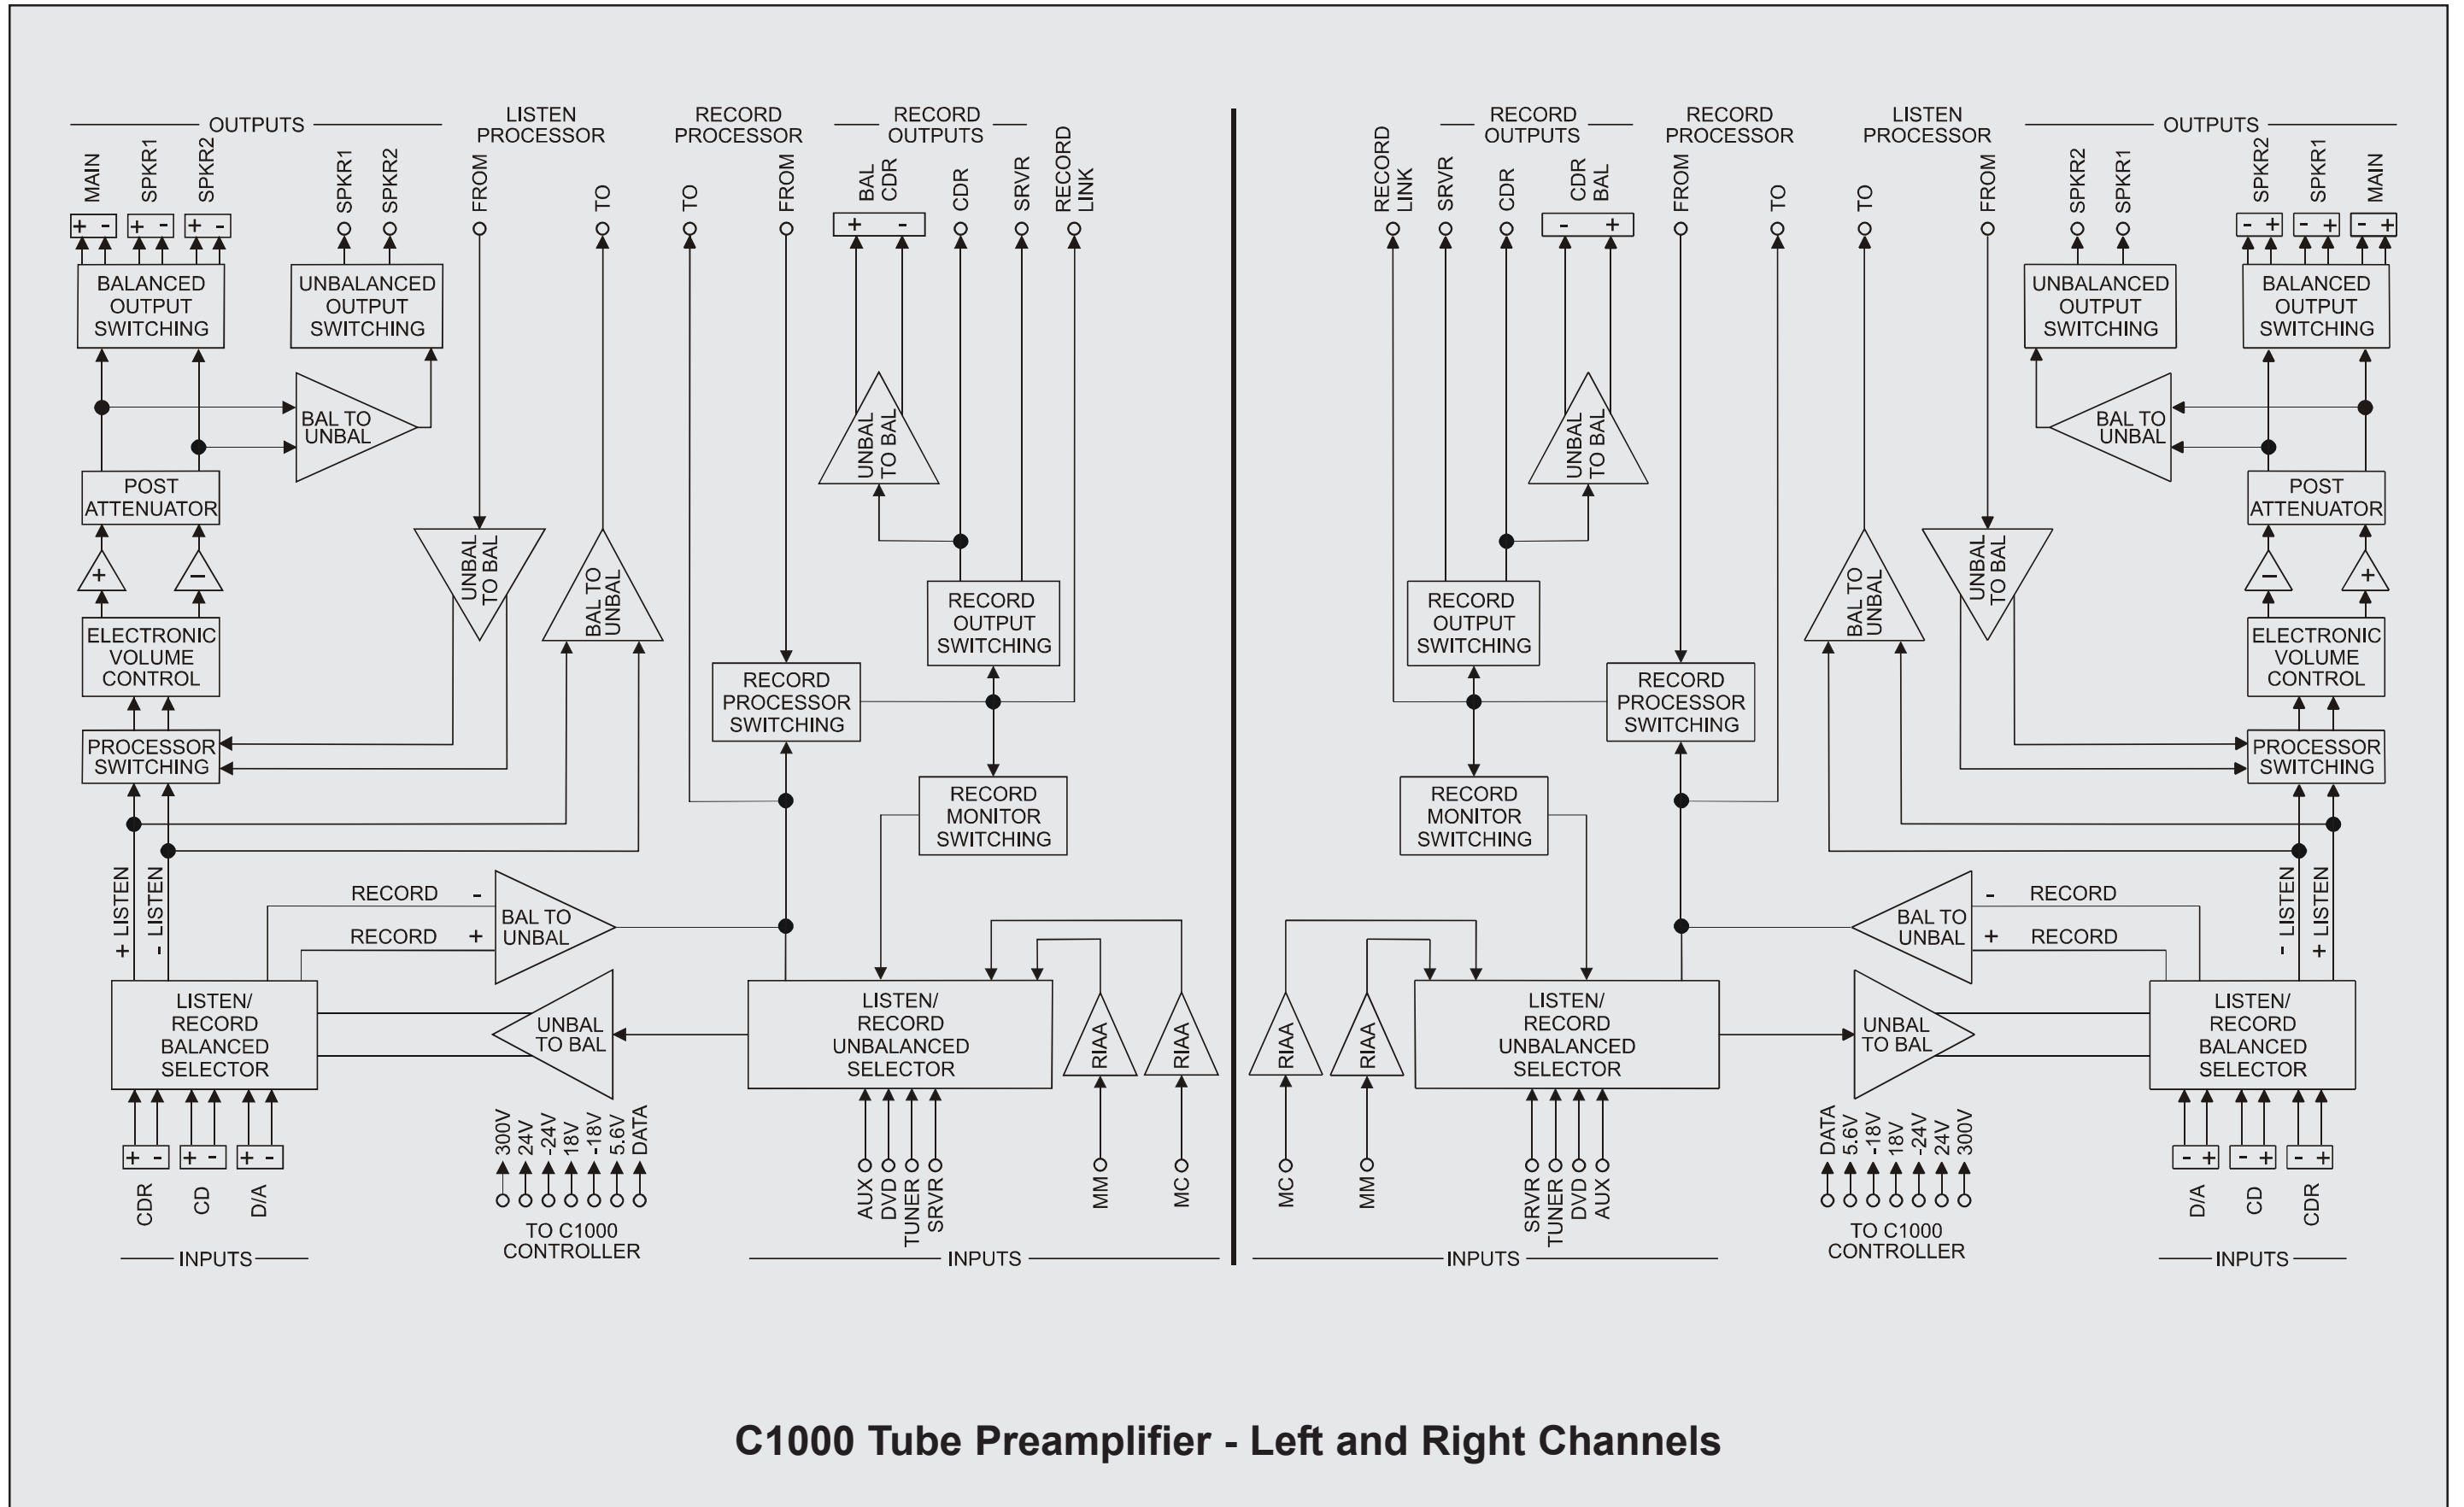 OUTPUTS
LISTEN
PROCESSOR
RECORD
PROCESSOR
RECORD
OUTPUTS
MAIN
SPKR1
SPKR2
SPKR1
SPKR2
FROM
TO
TO
FROM
BAL
CDR
CDR
SRVR
RECORD
LINK
+ -
+ -
+ -
+ -
BALANCED
OUTPUT
SWITCHING
UNBALANCED
OUTPUT
SWITCHING
BAL TO
UNBAL
UNBAL
TO BAL
POST
ATTENUATOR
+
–
UNBAL
TO BAL
BAL TO
UNBAL
RECORD
OUTPUT
SWITCHING
ELECTRONIC
VOLUME
CONTROL
RECORD
PROCESSOR
SWITCHING
PROCESSOR
SWITCHING
RECORD
MONITOR
SWITCHING
+ LISTEN
- LISTEN
RECORD -
RECORD +
BAL TO
UNBAL
LISTEN/
RECORD
BALANCED
SELECTOR
UNBAL
TO BAL
LISTEN/
RECORD
UNBALANCED
SELECTOR
RIAA
RIAA
+ -
+ -
+ -
CDR
CD
D/A
300V
24V
-24V
18V
-18V
5.6V
DATA
AUX
DVD
TUNER
SRVR
MM
MC
TO C1000
CONTROLLER
INPUTS
INPUTS
RECORD
OUTPUTS
RECORD
PROCESSOR
LISTEN
PROCESSOR
OUTPUTS
RECORD
LINK
SRVR
CDR
CDR
BAL
FROM
TO
TO
FROM
SPKR2
SPKR1
SPKR2
SPKR1
MAIN
- +
- +
- +
- +
UNBALANCED
OUTPUT
SWITCHING
BALANCED
OUTPUT
SWITCHING
UNBAL
TO BAL
BAL TO
UNBAL
POST
ATTENUATOR
–
+
BAL TO
UNBAL
UNBAL
TO BAL
RECORD
OUTPUT
SWITCHING
ELECTRONIC
VOLUME
CONTROL
RECORD
PROCESSOR
SWITCHING
PROCESSOR
SWITCHING
RECORD
MONITOR
SWITCHING
- LISTEN
+ LISTEN
- RECORD
+ RECORD
BAL TO
UNBAL
LISTEN/
RECORD
UNBALANCED
SELECTOR
UNBAL
TO BAL
LISTEN/
RECORD
BALANCED
SELECTOR
RIAA
RIAA
MC
MM
SRVR
TUNER
DVD
AUX
DATA
5.6V
-18V
18V
-24V
24V
300V
- +
- +
- +
D/A
CD
CDR
TO C1000
CONTROLLER
INPUTS
INPUTS
C1000 Tube Preamplifier - Left and Right Channels